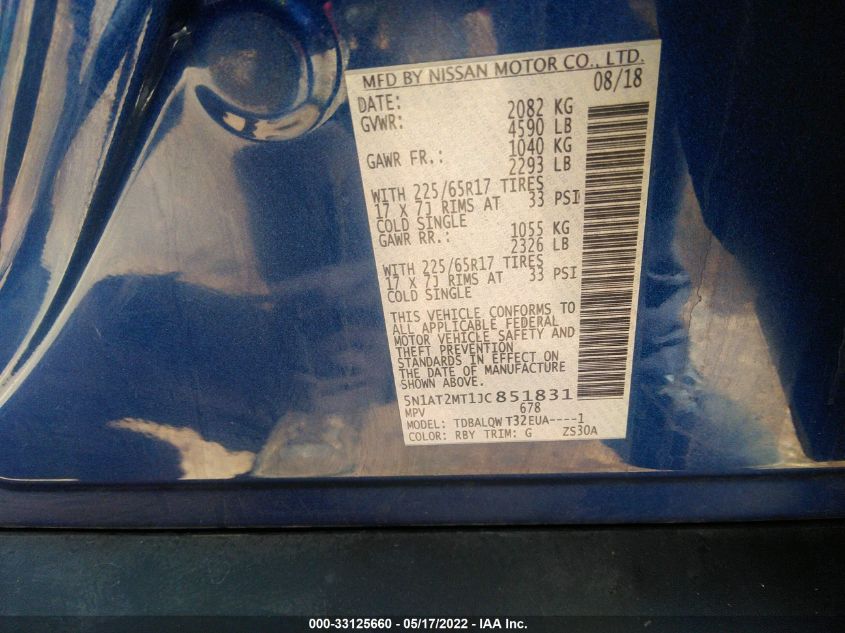 MFD BY NISSAN MOTOR CO., LTD.
DATE: 08/18
GVWR: 2082 KG
4590 LB
GAWR FR.: 1040 KG
2293 LB
WITH 225/65R17 TIRES
17 X 7J RIMS AT 33 PSI
COLD SINGLE
GAWR RR.: 1055 KG
2326 LB
WITH 225/65R17 TIRES
17 X 7J RIMS AT 33 PSI
COLD SINGLE
THIS VEHICLE CONFORMS TO
ALL APPLICABLE FEDERAL
MOTOR VEHICLE SAFETY AND
THEFT PREVENTION
STANDARDS IN EFFECT ON
THE DATE OF MANUFACTURE
SHOWN ABOVE.
5N1AT2MT1JC851831
MPV 678
MODEL: TDBALQW T32EUA----1
COLOR: RBY TRIM: G ZS30A
000-33125660 - 05/17/2022 - IAA Inc.